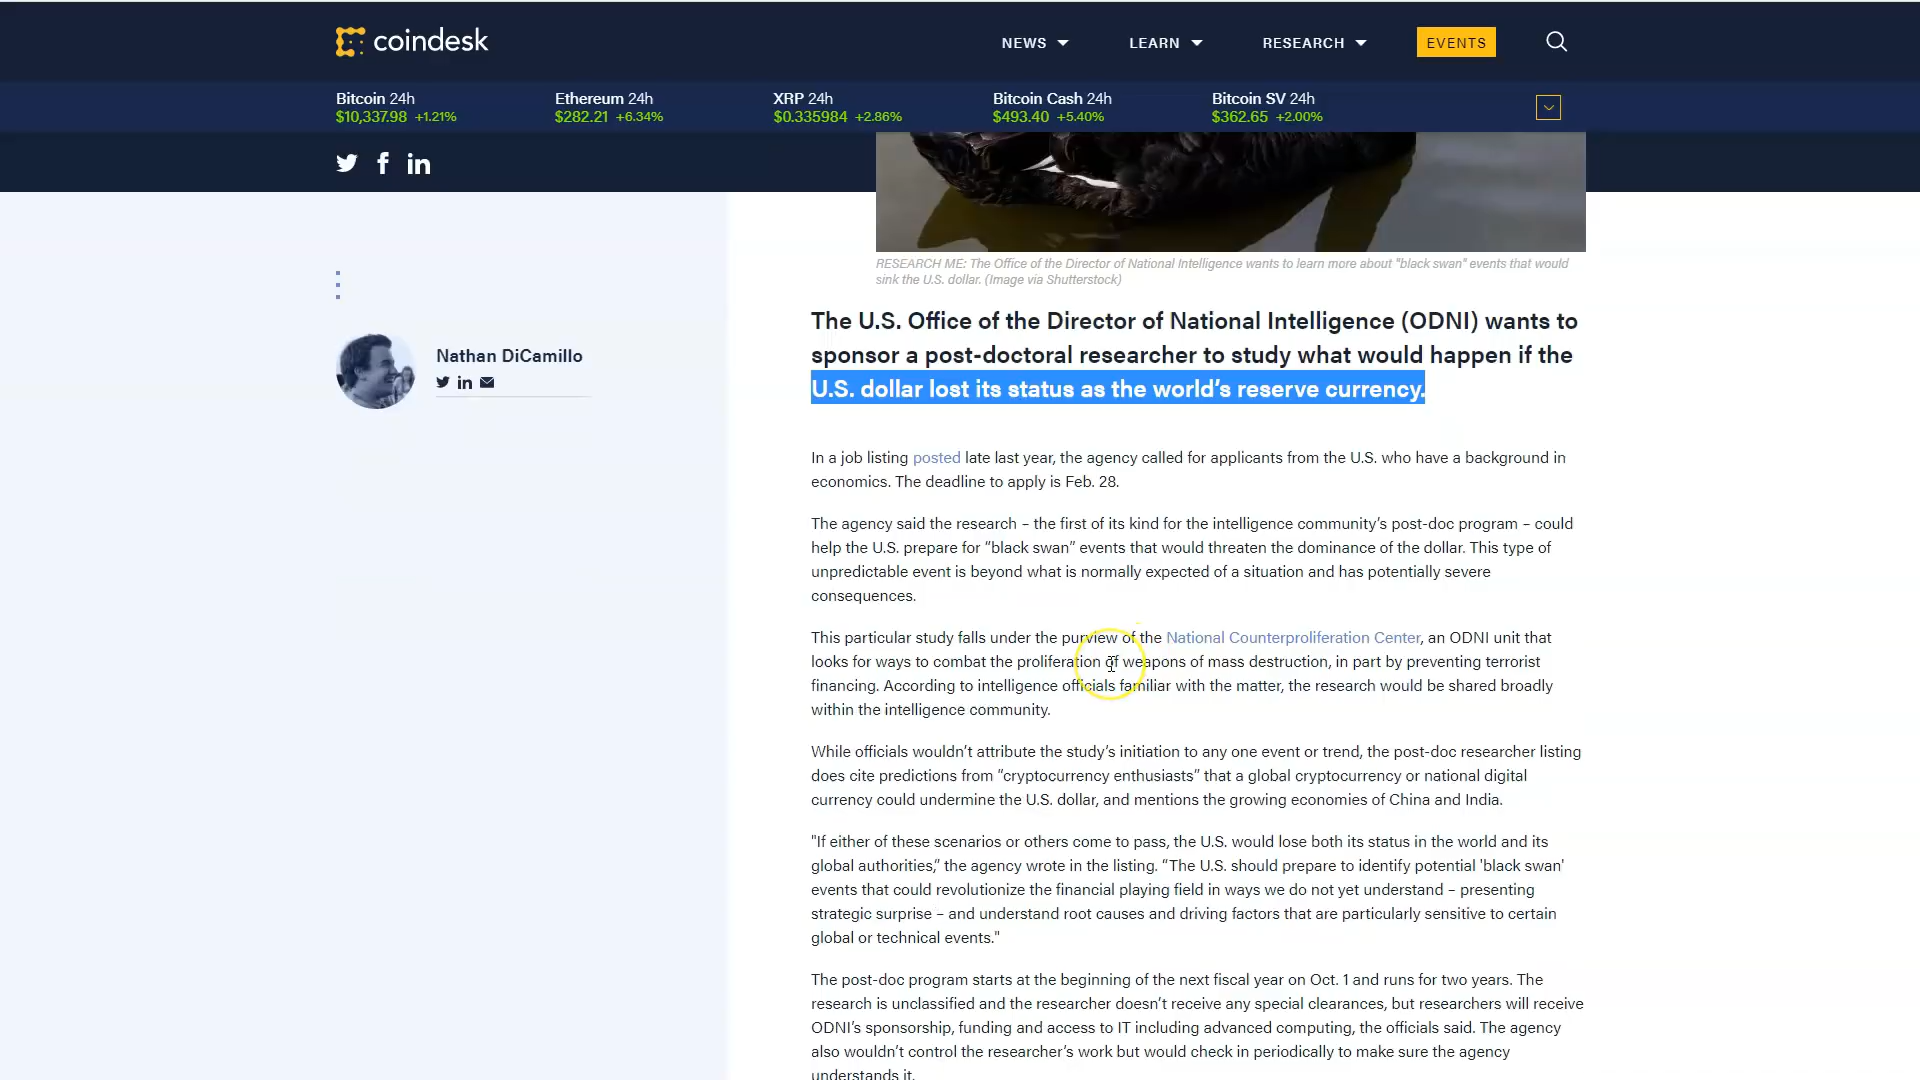 coindesk
NEWS
LEARN
RESEARCH
EVENTS
Bitcoin 24h
$10,337.98 +1.21%
Ethereum 24h
$282.21 +6.34%
XRP 24h
$0.335984 +2.86%
Bitcoin Cash 24h
$493.40 +5.40%
Bitcoin SV 24h
$362.65 +2.00%
RESEARCH ME: The Office of the Director of National Intelligence wants to learn more about "black swan" events that would
sink the U.S. dollar. (Image via Shutterstock)
The U.S. Office of the Director of National Intelligence (ODNI) wants to
sponsor a post-doctoral researcher to study what would happen if the
U.S. dollar lost its status as the world’s reserve currency.
Nathan DiCamillo
In a job listing posted late last year, the agency called for applicants from the U.S. who have a background in
economics. The deadline to apply is Feb. 28.
The agency said the research – the first of its kind for the intelligence community’s post-doc program – could
help the U.S. prepare for “black swan” events that would threaten the dominance of the dollar. This type of
unpredictable event is beyond what is normally expected of a situation and has potentially severe
consequences.
This particular study falls under the purview of the National Counterproliferation Center, an ODNI unit that
looks for ways to combat the proliferation of weapons of mass destruction, in part by preventing terrorist
financing. According to intelligence officials familiar with the matter, the research would be shared broadly
within the intelligence community.
While officials wouldn’t attribute the study’s initiation to any one event or trend, the post-doc researcher listing
does cite predictions from “cryptocurrency enthusiasts” that a global cryptocurrency or national digital
currency could undermine the U.S. dollar, and mentions the growing economies of China and India.
"If either of these scenarios or others come to pass, the U.S. would lose both its status in the world and its
global authorities,” the agency wrote in the listing. “The U.S. should prepare to identify potential 'black swan'
events that could revolutionize the financial playing field in ways we do not yet understand – presenting
strategic surprise – and understand root causes and driving factors that are particularly sensitive to certain
global or technical events."
The post-doc program starts at the beginning of the next fiscal year on Oct. 1 and runs for two years. The
research is unclassified and the researcher doesn’t receive any special clearances, but researchers will receive
ODNI’s sponsorship, funding and access to IT including advanced computing, the officials said. The agency
also wouldn’t control the researcher’s work but would check in periodically to make sure the agency
understands it.